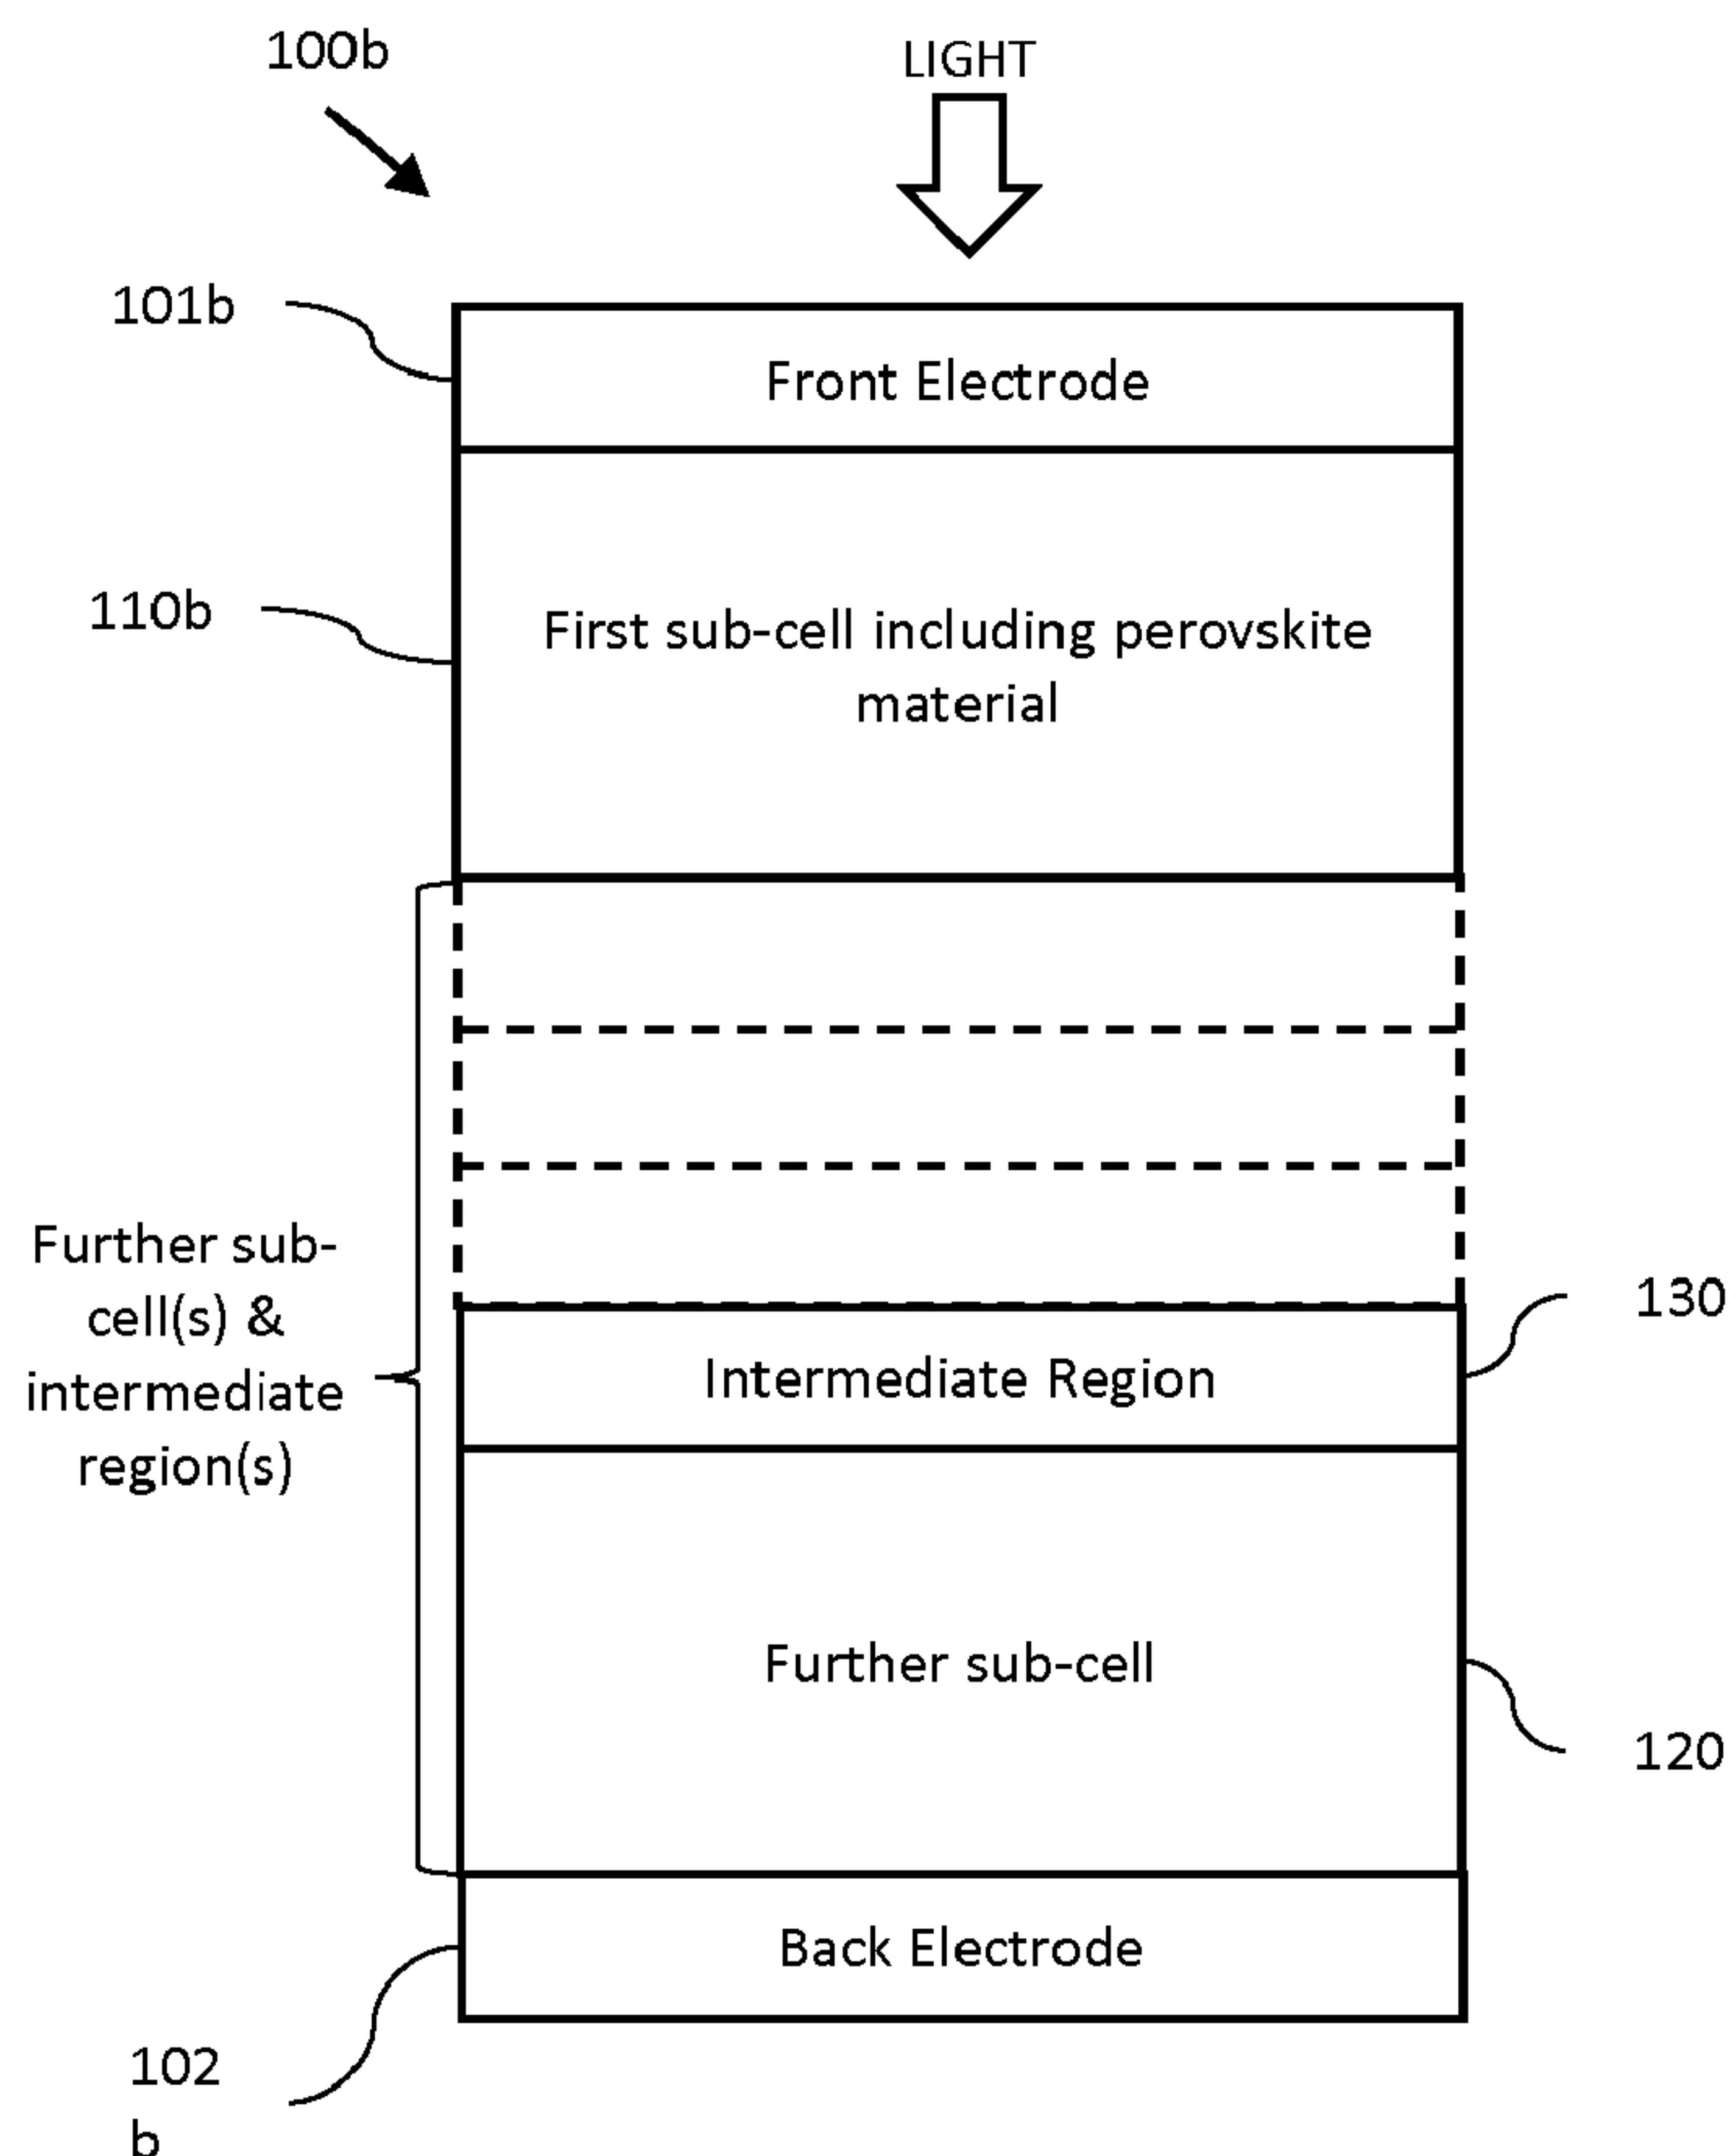 100b
LIGHT
101b
Front Electrode
110b
First sub-cell including perovskite
material
Further sub-
cell(s) &
intermediate
region(s)
130
Intermediate Region
Further sub-cell
120
Back Electrode
102
b